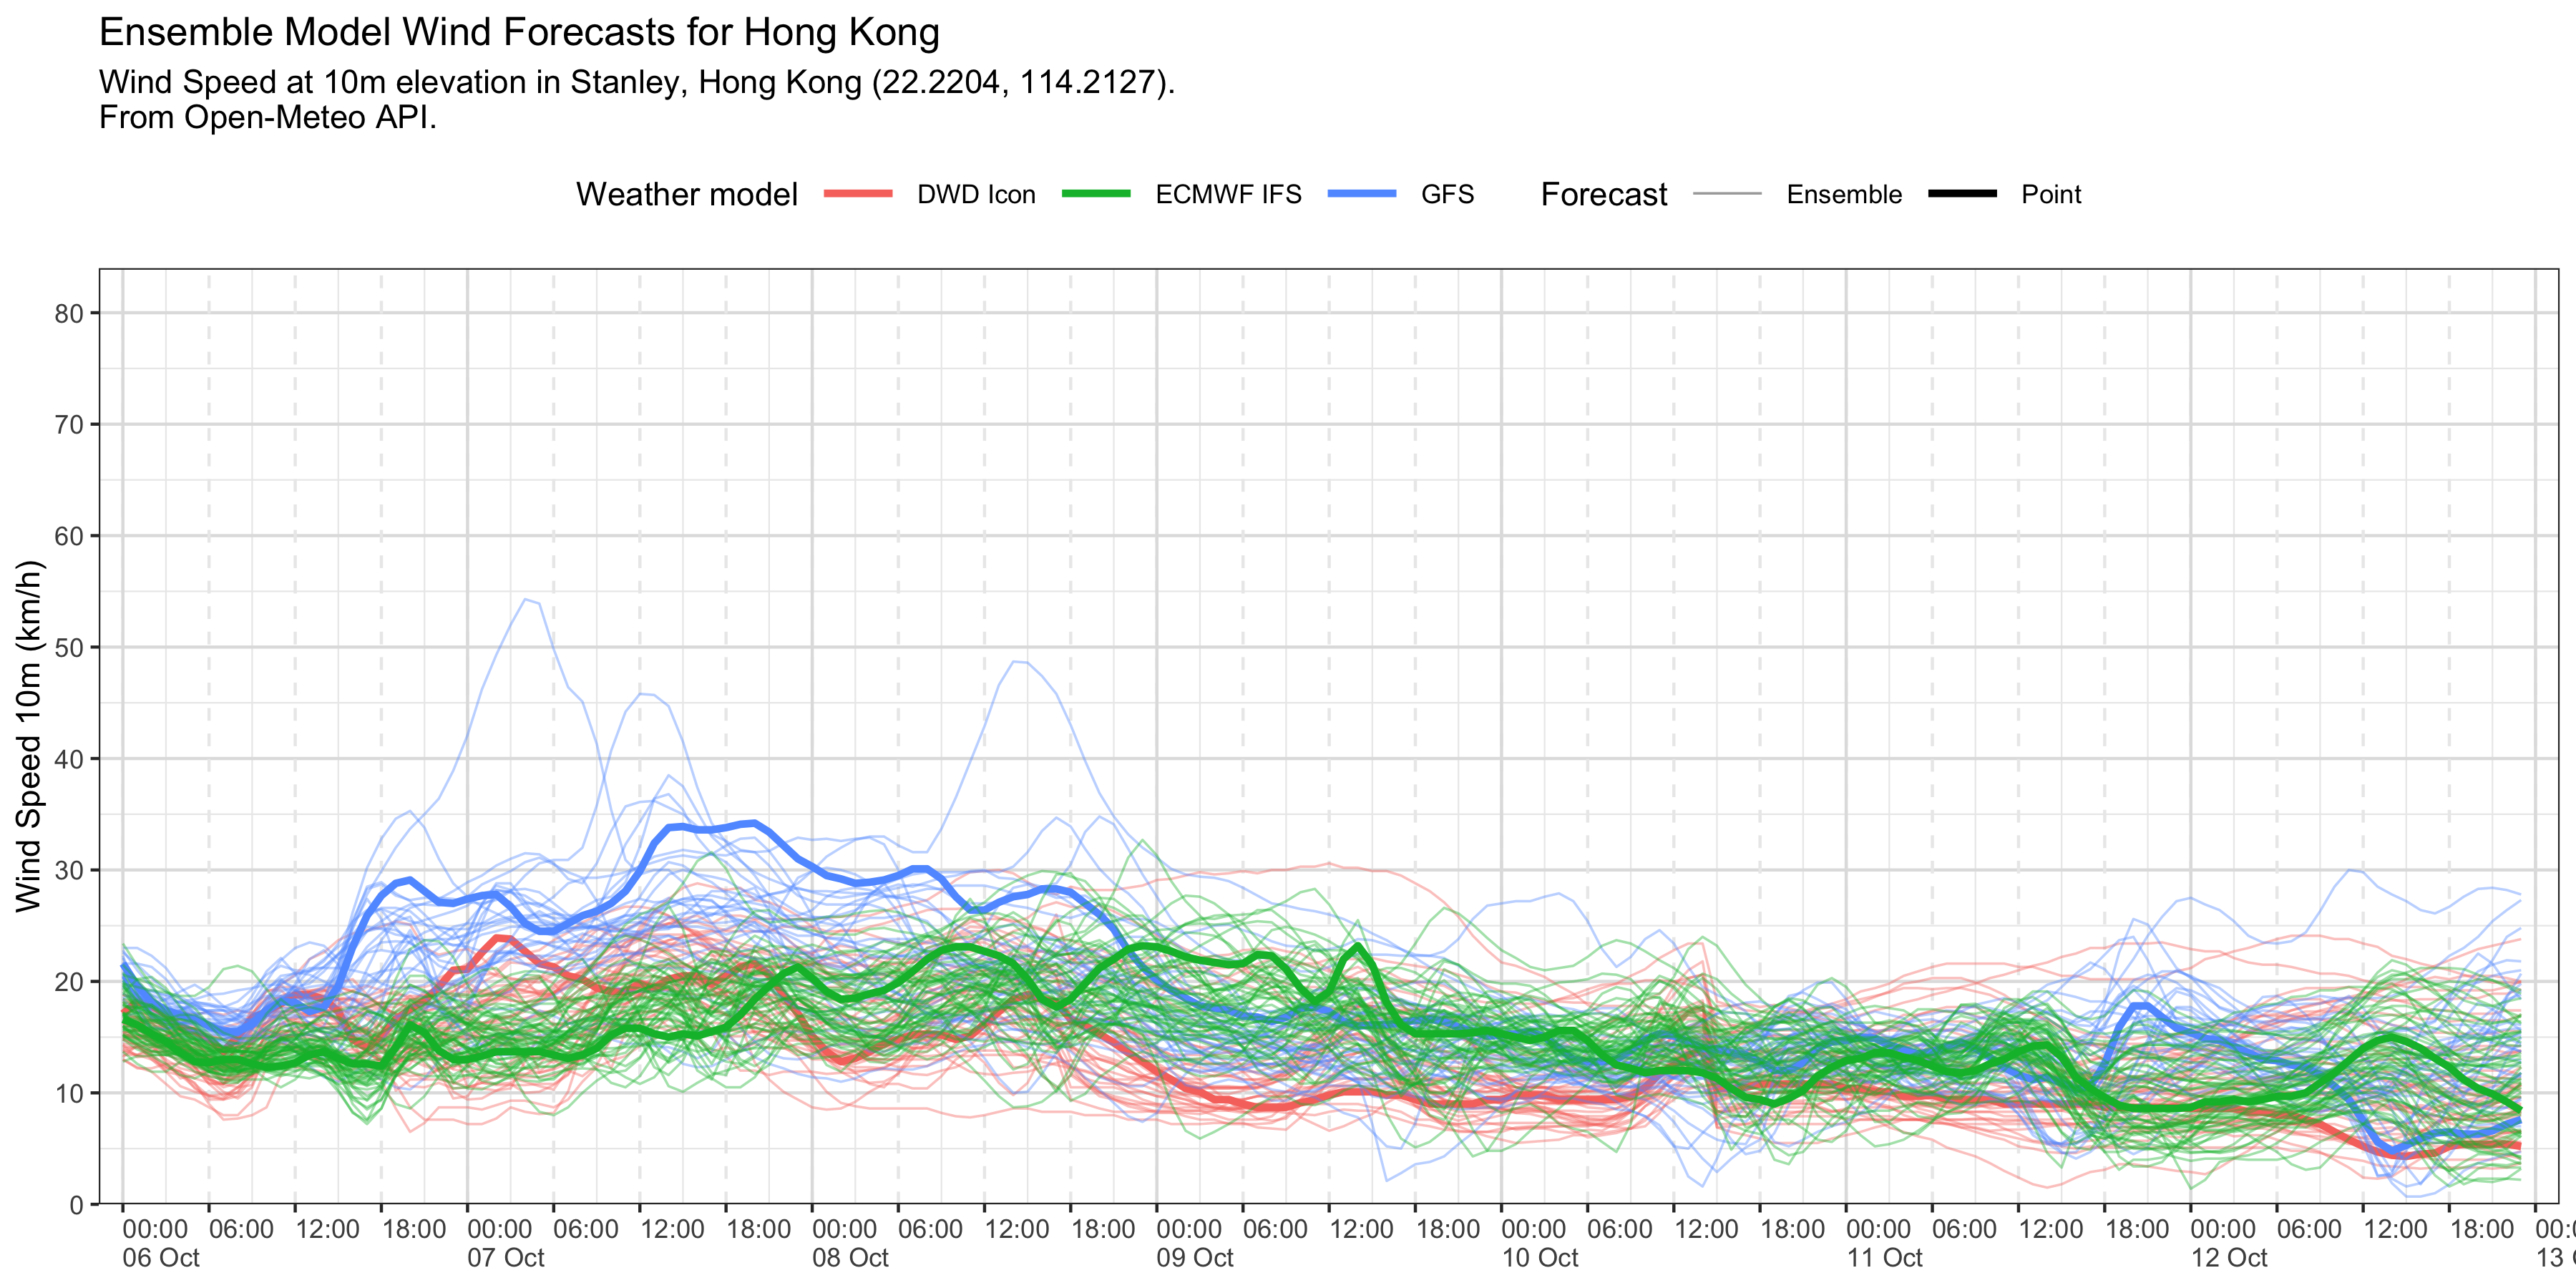 Ensemble Model Wind Forecasts for Hong Kong
Wind Speed at 10m elevation in Stanley, Hong Kong (22.2204, 114.2127).
From Open-Meteo API.
Weather model DWD Icon ECMWF IFS GFS Forecast Ensemble Point
Wind Speed 10m (km/h)
80
70
60
50
40
30
20
10
0
00:00 06:00 12:00 18:00 00:00 06:00 12:00 18:00 00:00 06:00 12:00 18:00 00:00 06:00 12:00 18:00 00:00 06:00 12:00 18:00 00:00 06:00 12:00 18:00 00:00 06:00 12:00 18:00
06 Oct 07 Oct 08 Oct 09 Oct 10 Oct 11 Oct 12 Oct 13